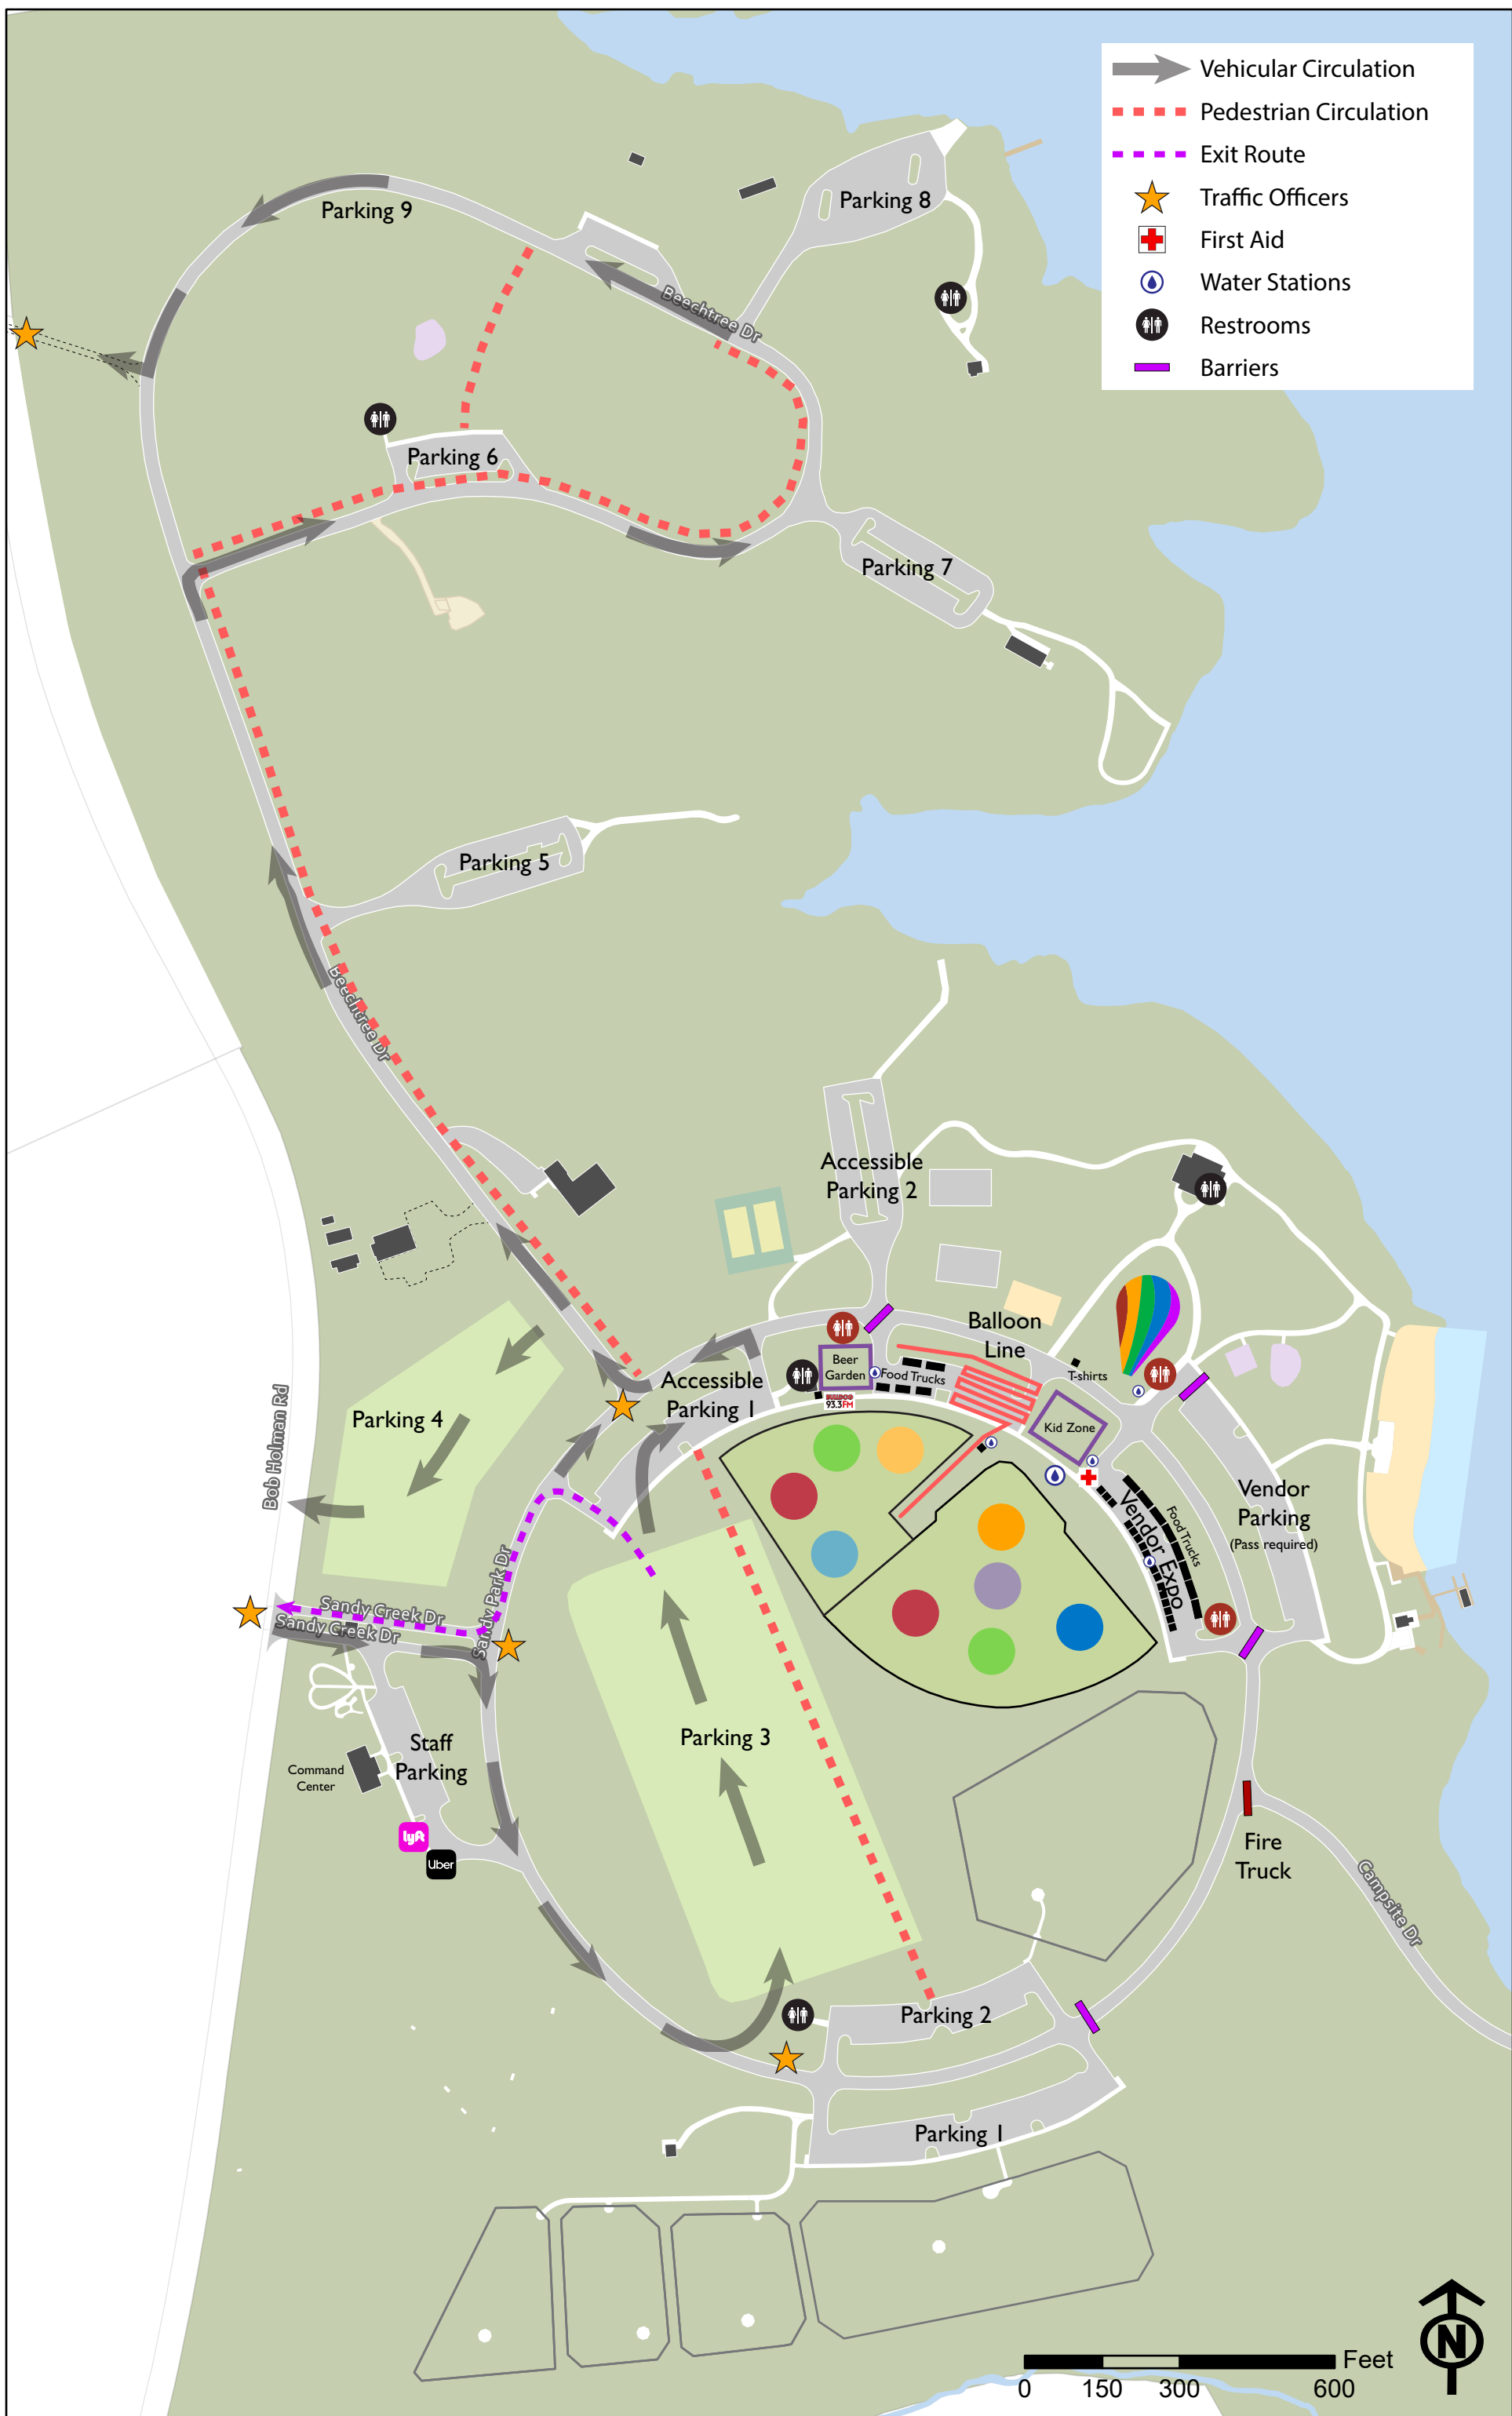 Vehicular Circulation
Pedestrian Circulation
Exit Route
Traffic Officers
First Aid
Water Stations
Restrooms
Barriers
Parking 8
Parking 9
Beechtree Dr
Parking 6
Parking 7
Parking 5
Beechtree Dr
Accessible
Parking 2
Balloon
Line
Beer
Garden
Food Trucks
T-shirts
BULLDOG
93.3FM
Accessible
Parking 1
Kid Zone
Parking 4
Bob Holman Rd
Vendor
Parking
(Pass required)
Vendor Expo
Food Trucks
Sandy Park Dr
Sandy Creek Dr
Sandy Creek Dr
Parking 3
Staff
Parking
Command
Center
lyft
Uber
Fire
Truck
Campsite Dr
Parking 2
Parking 1
Feet
0 150 300 600
N